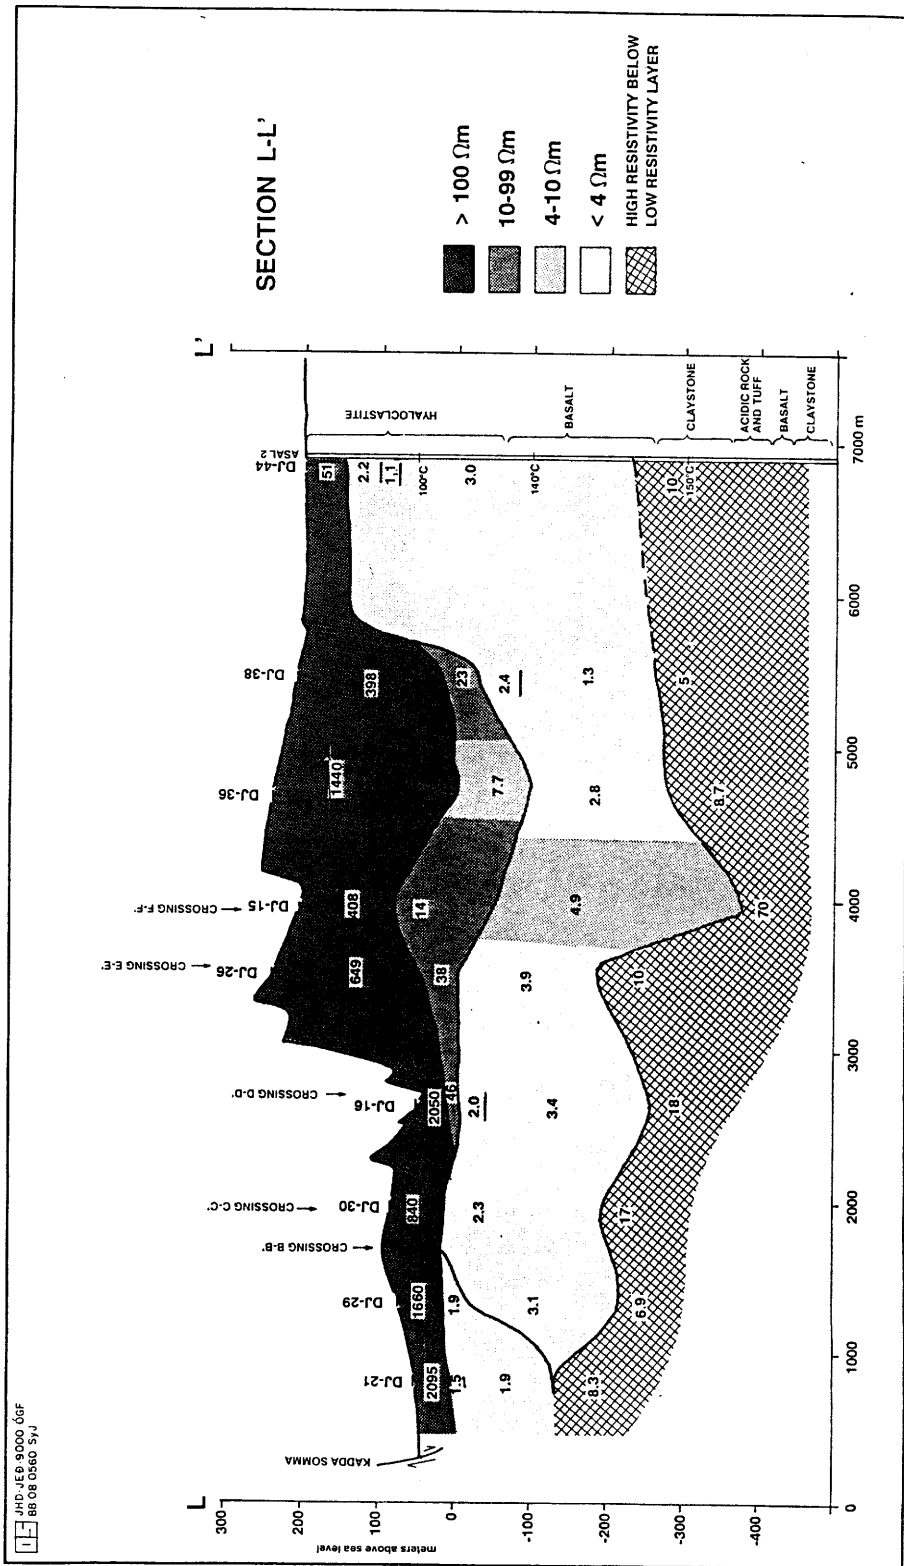 JHD-JEÐ-9000 ÓGF
88 08 0560 SyJ
SECTION L-L'
> 100 Ωm
10-99 Ωm
4-10 Ωm
< 4 Ωm
HIGH RESISTIVITY BELOW
LOW RESISTIVITY LAYER
L
L'
meters above sea level
300
200
100
0
-100
-200
-300
-400
0
1000
2000
3000
4000
5000
6000
7000 m
KADDA SOMMA
DJ-21
DJ-29
CROSSING B-B'
CROSSING C-C'
DJ-30
CROSSING D-D'
DJ-16
CROSSING E-E'
DJ-26
CROSSING F-F'
DJ-15
DJ-36
DJ-38
DJ-44
ASAL 2
2095
1.5
1.9
8.3
1660
1.9
3.1
6.9
840
2.3
17
2050
46
2.0
3.4
18
649
38
3.9
10
408
14
4.9
70
1440
7.7
2.8
8.7
398
23
2.4
1.3
5
51
2.2
1.1
100°C
3.0
140°C
10
150°C
HYALOCLASTITE
BASALT
CLAYSTONE
ACIDIC ROCK
AND TUFF
BASALT
CLAYSTONE